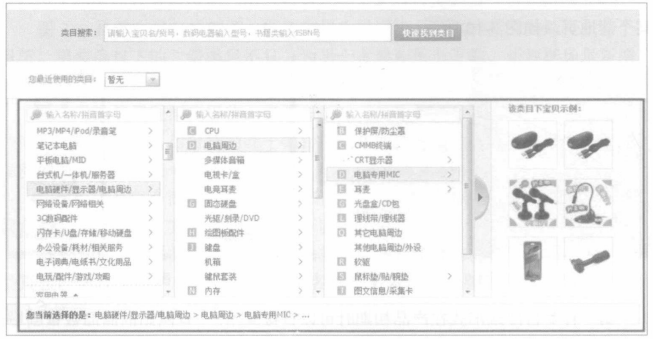 类目搜索： 请输入宝贝名/货号，数码电器输入型号，书籍类输入ISBN号 快速找到类目
您最近使用的类目： 暂无
输入名称/拼音首字母
MP3/MP4/iPod/录音笔
笔记本电脑
平板电脑/MID
台式机/一体机/服务器
电脑硬件/显示器/电脑周边
网络设备/网络相关
3C数码配件
闪存卡/U盘/存储/移动硬盘
办公设备/耗材/相关服务
电子词典/电纸书/文化用品
电玩/配件/游戏/攻略
家用电器
输入名称/拼音首字母
C CPU
D 电脑周边
多媒体音箱
电视卡/盒
电竞耳麦
G 固态硬盘
光驱/刻录/DVD
H 绘图板配件
J 键盘
机箱
键鼠套装
N 内存
输入名称/拼音首字母
B 保护屏/防尘罩
C CMMB终端
CRT显示器
D 电脑专用MIC
E 耳麦
G 光盘盒/CD包
L 理线带/理线器
Q 其它电脑周边
其他电脑周边/外设
R 软驱
S 鼠标垫/贴/腕垫
T 图文信息/采集卡
该类目下宝贝示例：
您当前选择的是：电脑硬件/显示器/电脑周边 > 电脑周边 > 电脑专用MIC > ...